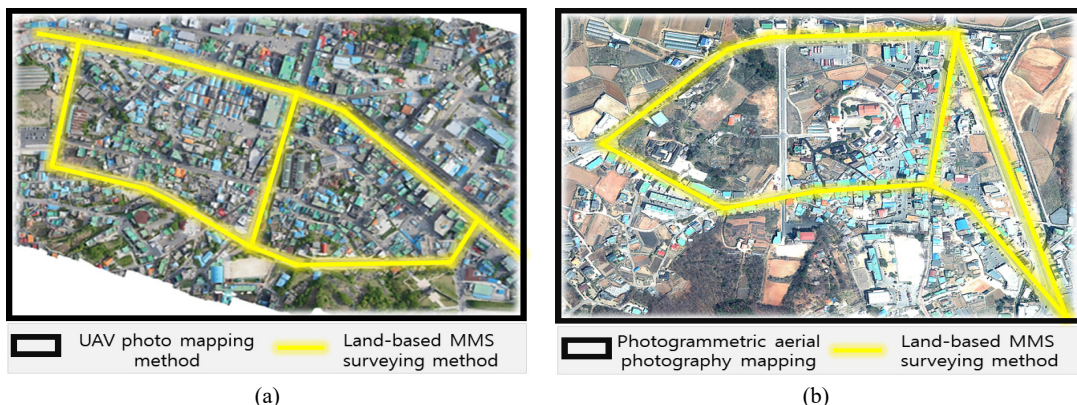 UAV photo mapping
method
Land-based MMS
surveying method
Photogrammetric aerial
photography mapping
Land-based MMS
surveying method
(a)
(b)